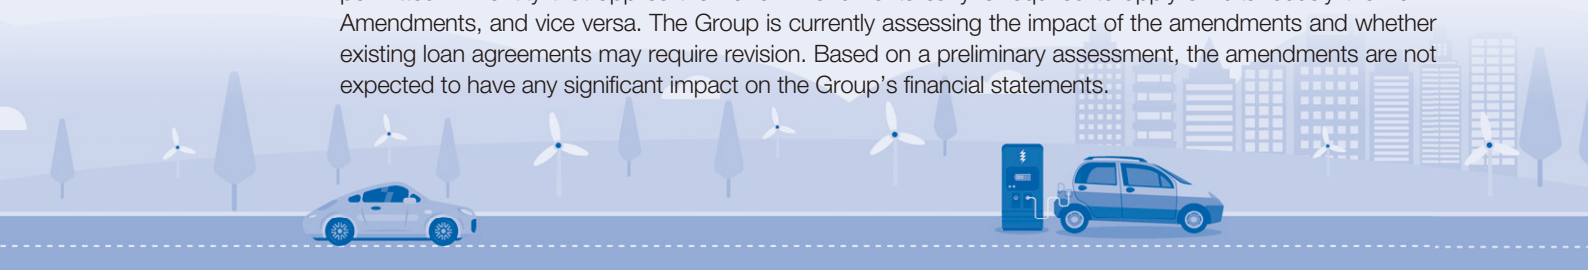 Amendments, and vice versa. The Group is currently assessing the impact of the amendments and whether
existing loan agreements may require revision. Based on a preliminary assessment, the amendments are not
expected to have any significant impact on the Group's financial statements.